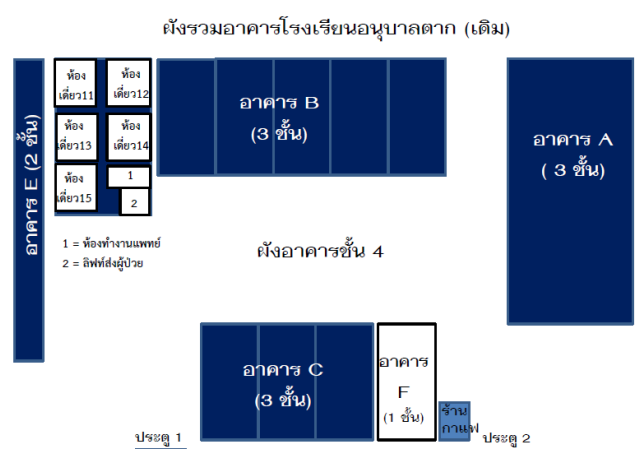 ผังรวมอาคารโรงเรียนอนุบาลตาก (เดิม)
ห้อง
เดี่ยว11
ห้อง
เดี่ยว12
ห้อง
เดี่ยว13
ห้อง
เดี่ยว14
ห้อง
เดี่ยว15
1
2
อาคาร E (2 ชั้น)
อาคาร B
(3 ชั้น)
อาคาร A
( 3 ชั้น)
1 = ห้องทำงานแพทย์
2 = ลิฟท์ส่งผู้ป่วย
ผังอาคารชั้น 4
อาคาร C
(3 ชั้น)
อาคาร
F
(1 ชั้น)
ร้าน
กาแฟ
ประตู 1
ประตู 2